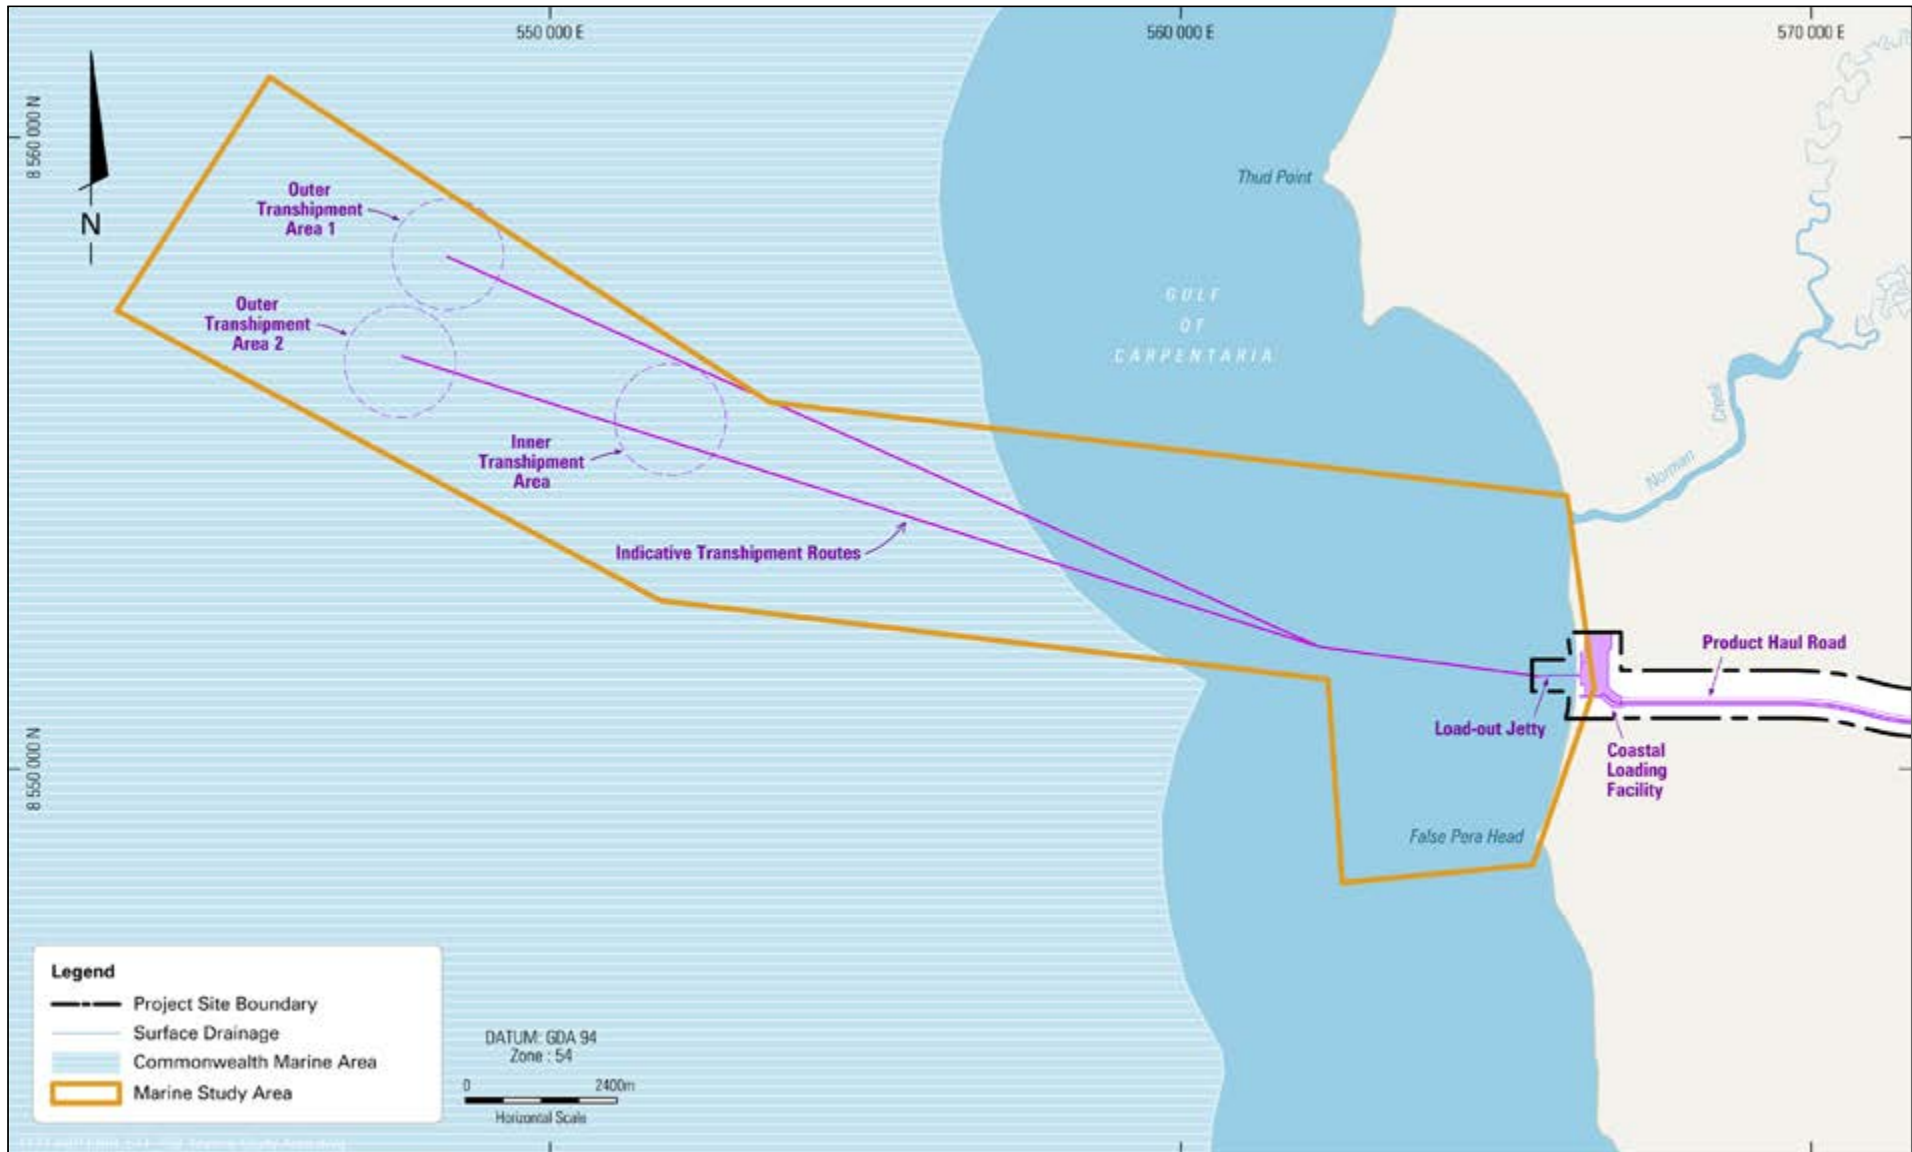 550 000 E
560 000 E
570 000 E
8 560 000 N
N
Outer
Transhipment
Area 1
Thud Point
Outer
Transhipment
Area 2
GULF
OF
CARPENTARIA
Inner
Transhipment
Area
Norman
Creek
Indicative Transhipment Routes
Product Haul Road
Load-out Jetty
Coastal
Loading
Facility
8 550 000 N
False Pera Head
Legend
Project Site Boundary
Surface Drainage
Commonwealth Marine Area
Marine Study Area
DATUM: GDA 94
Zone : 54
0 2400m
Horizontal Scale